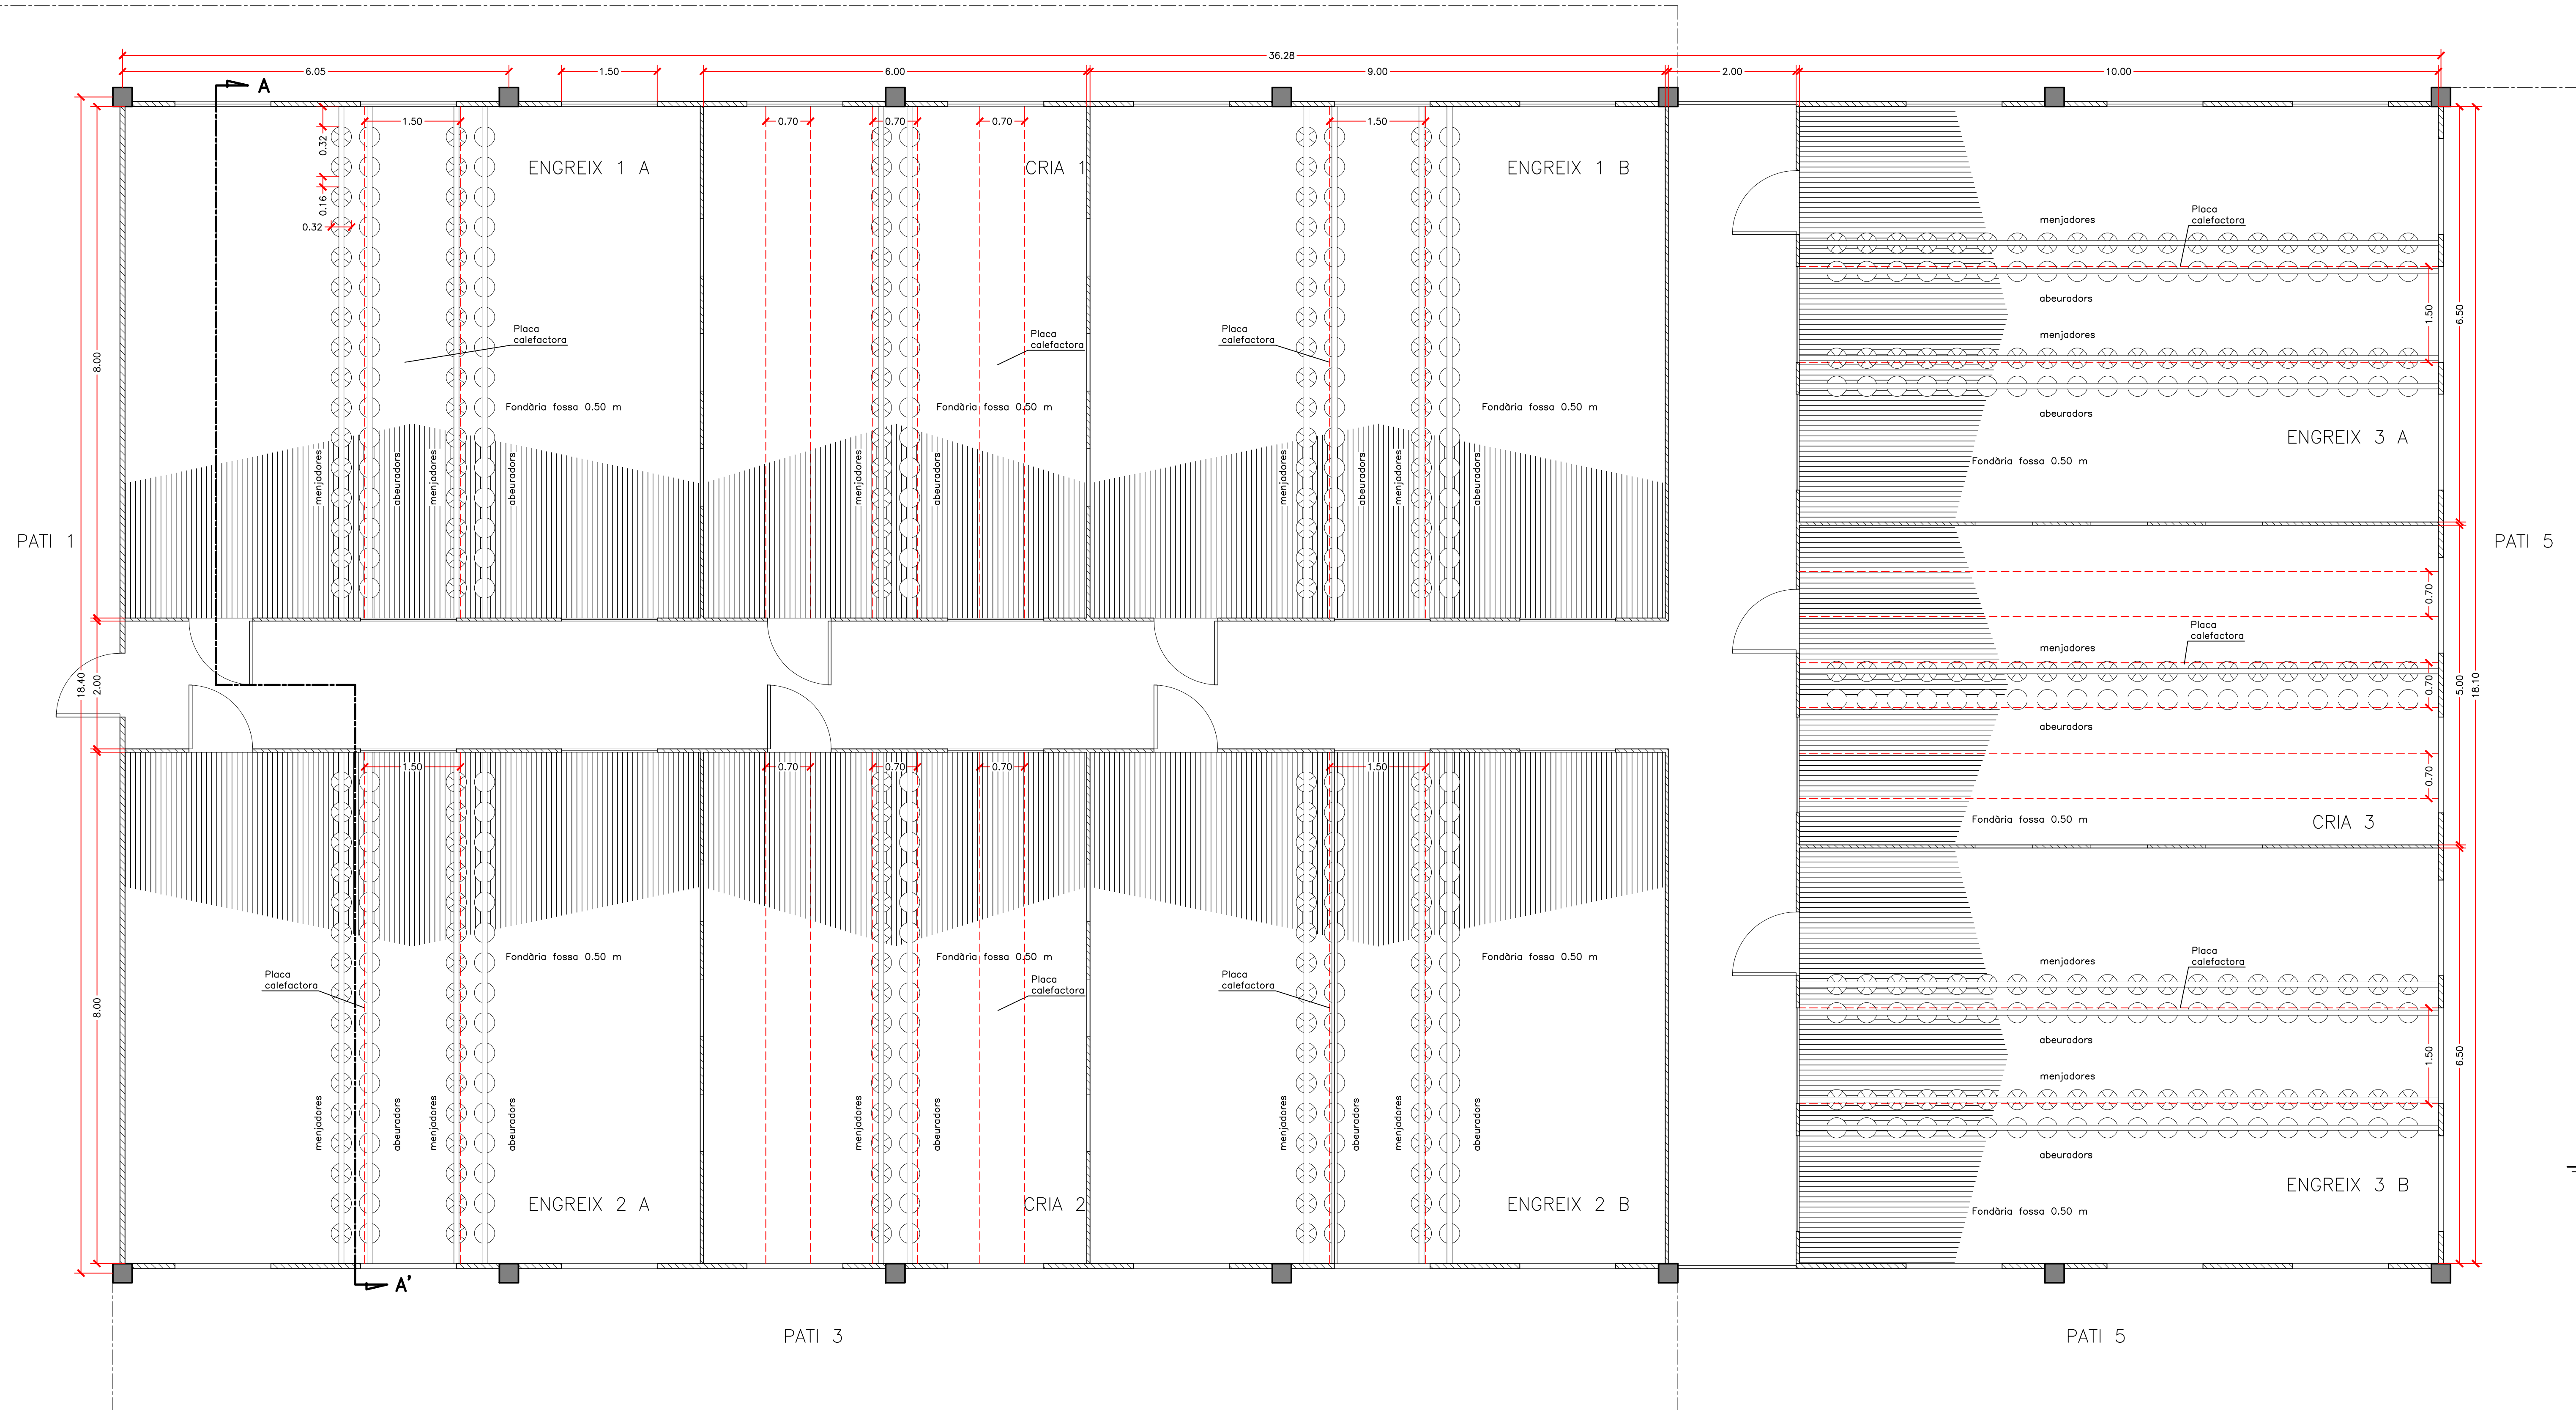 36.28
6.05
1.50
6.00
9.00
2.00
10.00
A
1.50
0.70
0.70
0.70
1.50
0.32
0.16
0.32
ENGREIX 1 A
CRIA 1
ENGREIX 1 B
menjadores
Placa
calefactora
abeuradors
menjadores
abeuradors
1.50
6.50
ENGREIX 3 A
Fondària fossa 0.50 m
8.00
Placa
calefactora
Placa
calefactora
Placa
calefactora
Fondària fossa 0.50 m
Fondària fossa 0.50 m
Fondària fossa 0.50 m
menjadores
abeuradors
menjadores
abeuradors
menjadores
abeuradors
menjadores
abeuradors
menjadores
abeuradors
PATI 1
PATI 5
18.40
2.00
0.70
Placa
calefactora
menjadores
0.70
5.00
18.10
abeuradors
0.70
Fondària fossa 0.50 m
CRIA 3
1.50
0.70
0.70
0.70
1.50
Fondària fossa 0.50 m
Fondària fossa 0.50 m
Fondària fossa 0.50 m
Placa
calefactora
Placa
calefactora
Placa
calefactora
8.00
menjadores
abeuradors
menjadores
abeuradors
menjadores
abeuradors
menjadores
abeuradors
menjadores
abeuradors
menjadores
Placa
calefactora
abeuradors
menjadores
1.50
6.50
abeuradors
ENGREIX 3 B
Fondària fossa 0.50 m
ENGREIX 2 A
CRIA 2
ENGREIX 2 B
A'
PATI 3
PATI 5